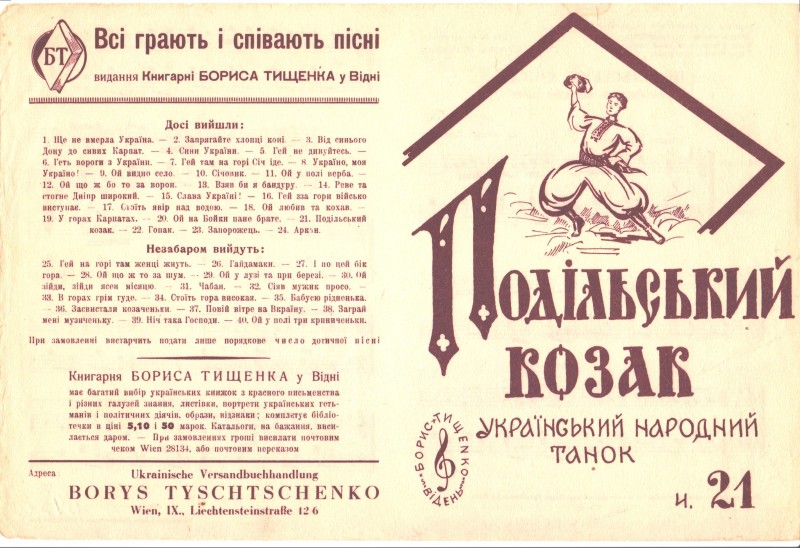 БТ
Всі грають і співають пісні
видання Книгарні БОРИСА ТИЩЕНКА у Відні
Досі вийшли:
1. Ще не вмерла Україна. — 2. Запрягайте хлопці коні. — 3. Від синього
Дону до сивих Карпат. — 4. Сини України. — 5. Гей не дивуйтесь. —
6. Геть вороги з України. — 7. Гей там на горі Січ іде. — 8. Україно, моя
Україно! — 9. Ой видно село. — 10. Січовик. — 11. Ой у полі верба. —
12. Ой що ж бо то за ворон. — 13. Взяв би я бандуру. — 14. Реве та
стогне Дніпр широкий. — 15. Слава Україні! — 16. Гей зза гори військо
виступає. — 17. Стоїть явір над водою. — 18. Ой любив та кохав. —
19. У горах Карпатах. — 20. Ой на Бойки пане брате. — 21. Подільський
козак. — 22. Гопак. — 23. Запорожець. — 24. Аркан.
Незабаром вийдуть:
25. Гей на горі там женці жнуть. — 26. Гайдамаки. — 27. І по цей бік
гора. — 28. Ой що ж то за шум. — 29. Ой у лузі та при березі. — 30. Ой
зійди, зійди ясен місяцю. — 31. Чабан. — 32. Сіяв мужик просо. —
33. В горах грім гуде. — 34. Стоїть гора високая. — 35. Бабусю рідненька.
— 36. Засвистали козаченьки. — 37. Повій вітре на Вкраїну. — 38. Заграй
мені музиченьку. — 39. Ніч така Господи. — 40. Ой у полі три криниченьки.
При замовленні вистарчить подати лише порядкове число дотичної пісні
Книгарня БОРИСА ТИЩЕНКА у Відні
має багатий вибір українських книжок з красного письменства
і різних галузей знання, листівки, портрети українських геть-
манів і політичних діячів, образи, відзнаки; комплетує бібліо-
течки в ціні 5,10 і 50 марок. Катальоги, на бажання, виси-
лається даром. — При замовленнях гроші висилати почтовим
чеком Wien 28134, або почтовим переказом
Адреса:
Ukrainische Versandbuchhandlung
BORYS TYSCHTSCHENKO
Wien, IX., Liechtensteinstraße 126
Подільський
козак
БОРИС·ТИЩЕНКО
ВІДЕНЬ
Український народний
танок
ч. 21